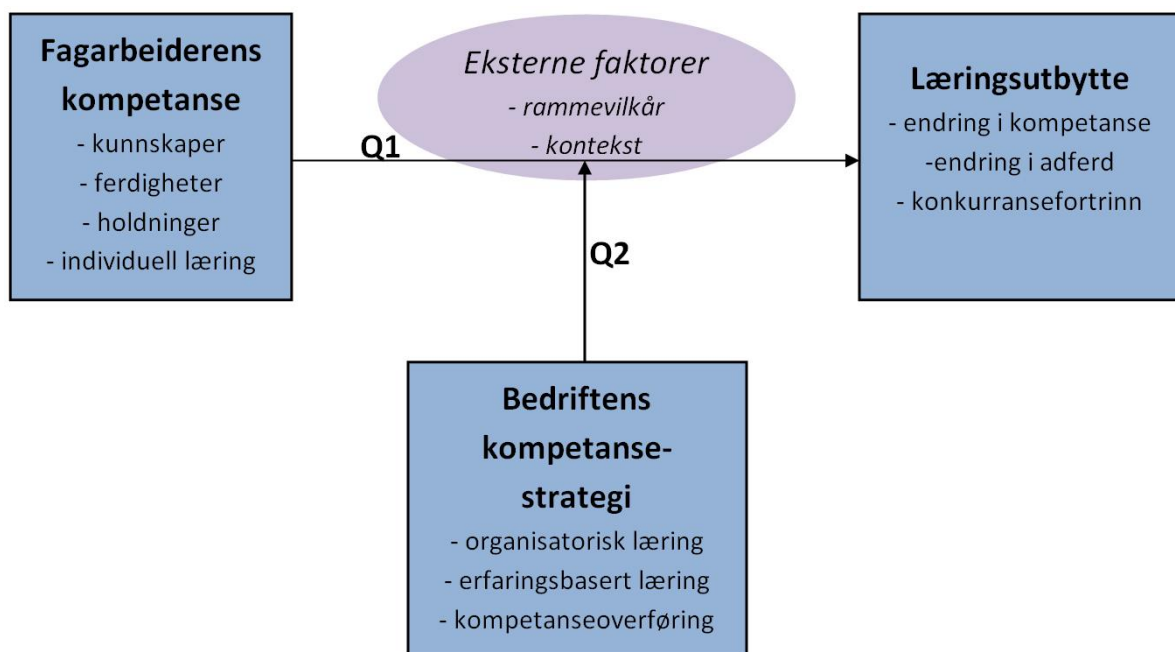 Fagarbeiderens
kompetanse
- kunnskaper
- ferdigheter
- holdninger
- individuell læring
Q1
Eksterne faktorer
- rammevilkår
- kontekst
Læringsutbytte
- endring i kompetanse
-endring i adferd
- konkurransefortrinn
Q2
Bedriftens
kompetanse-
strategi
- organisatorisk læring
- erfaringsbasert læring
- kompetanseoverføring